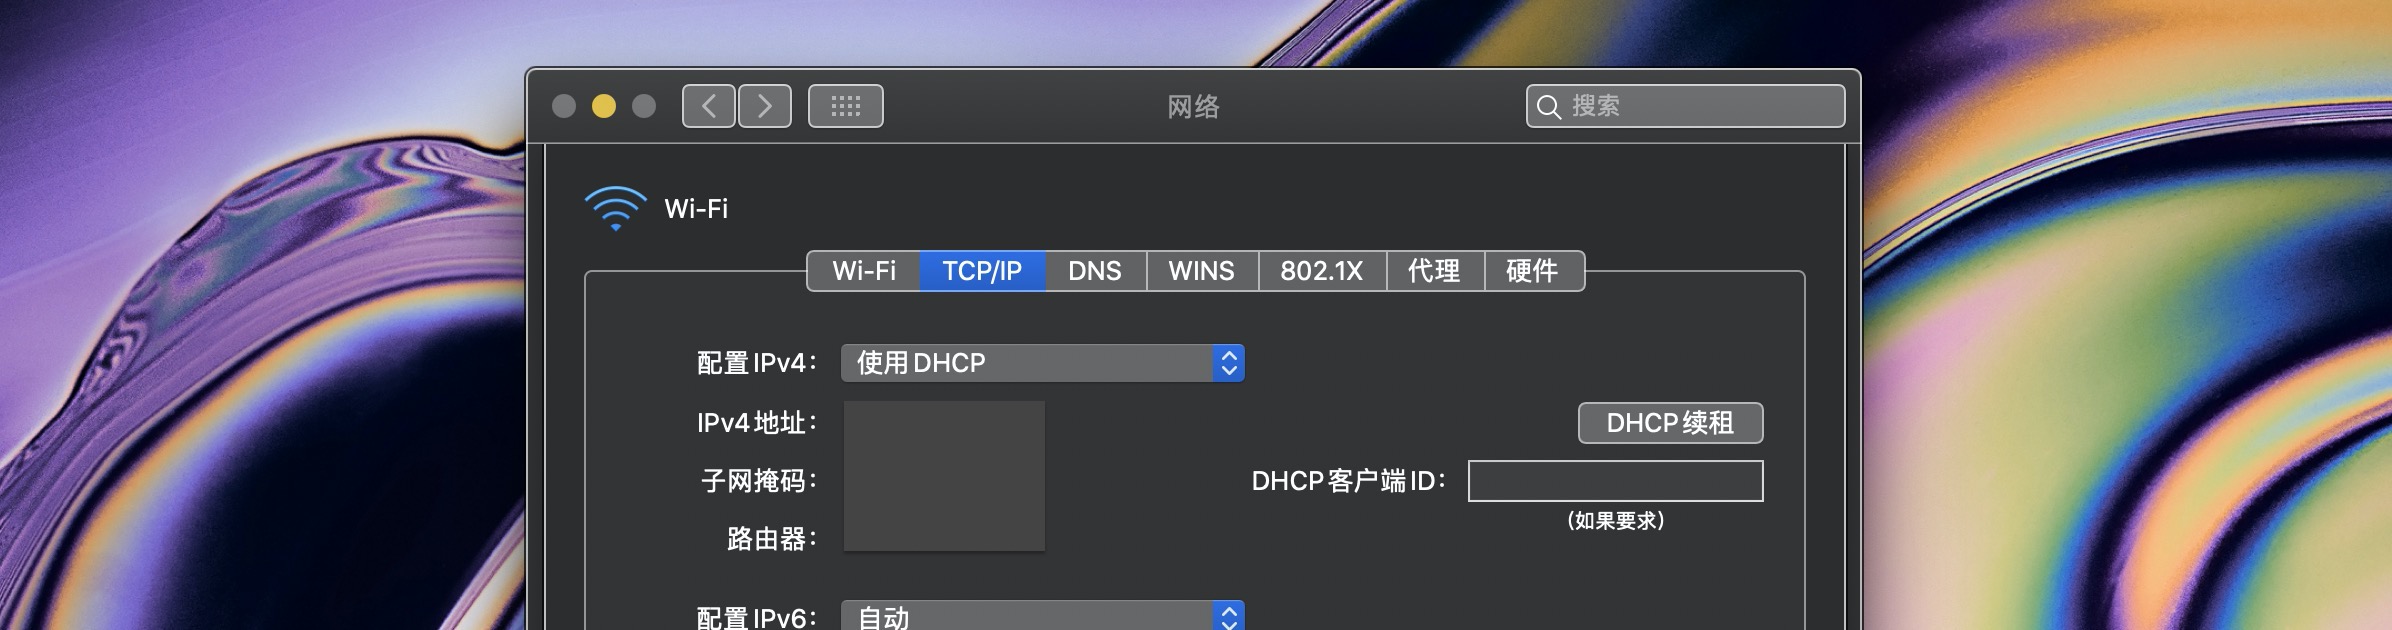 网络
搜索
Wi-Fi
Wi-Fi TCP/IP DNS WINS 802.1X 代理 硬件
配置 IPv4： 使用 DHCP
IPv4 地址： DHCP 续租
子网掩码： DHCP 客户端 ID：
（如果要求）
路由器：
配置 IPv6： 自动